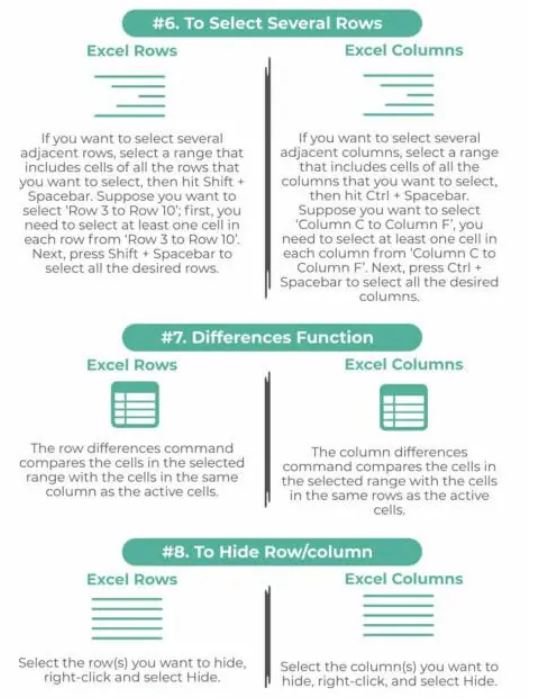 #6. To Select Several Rows
Excel Rows
If you want to select several
adjacent rows, select a range that
includes cells of all the rows that
you want to select, then hit Shift +
Spacebar. Suppose you want to
select ‘Row 3 to Row 10’; first, you
need to select at least one cell in
each row from ‘Row 3 to Row 10’.
Next, press Shift + Spacebar to
select all the desired rows.
Excel Columns
If you want to select several
adjacent columns, select a range
that includes cells of all the
columns that you want to select,
then hit Ctrl + Spacebar.
Suppose you want to select
‘Column C to Column F’, you
need to select at least one cell in
each column from ‘Column C to
Column F’. Next, press Ctrl +
Spacebar to select all the desired
columns.
#7. Differences Function
Excel Rows
The row differences command
compares the cells in the selected
range with the cells in the same
column as the active cells.
Excel Columns
The column differences
command compares the cells in
the selected range with the cells
in the same rows as the active
cells.
#8. To Hide Row/column
Excel Rows
Select the row(s) you want to hide,
right-click and select Hide.
Excel Columns
Select the column(s) you want to
hide, right-click, and select Hide.